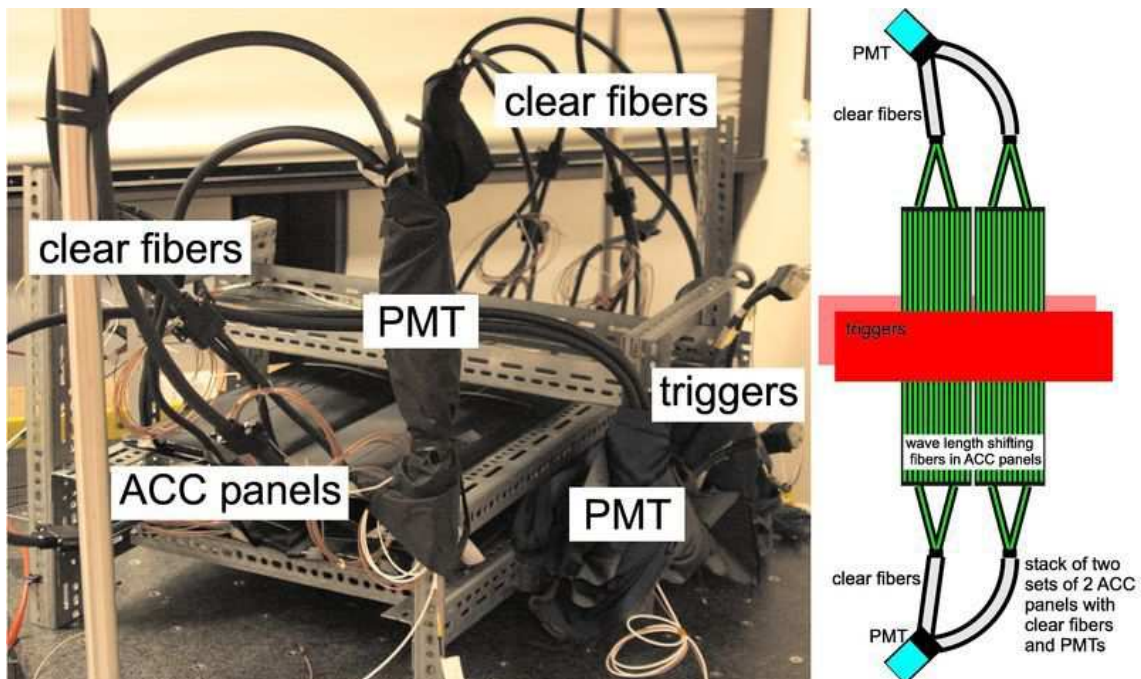 clear fibers
clear fibers
PMT
triggers
ACC panels
PMT
PMT
clear fibers
triggers
wave length shifting
fibers in ACC panels
clear fibers
stack of two
sets of 2 ACC
panels with
clear fibers
and PMTs
PMT